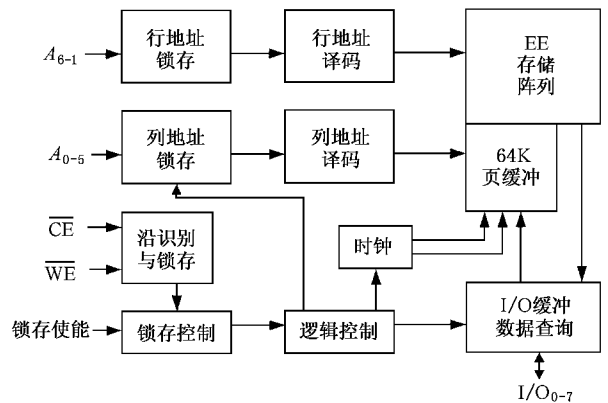 A6-1
行地址
锁存
行地址
译码
EE
存储
阵列
A0-5
列地址
锁存
列地址
译码
64K
页缓冲
CE
WE
沿识别
与锁存
时钟
锁存使能
锁存控制
逻辑控制
I/O缓冲
数据查询
I/O0-7